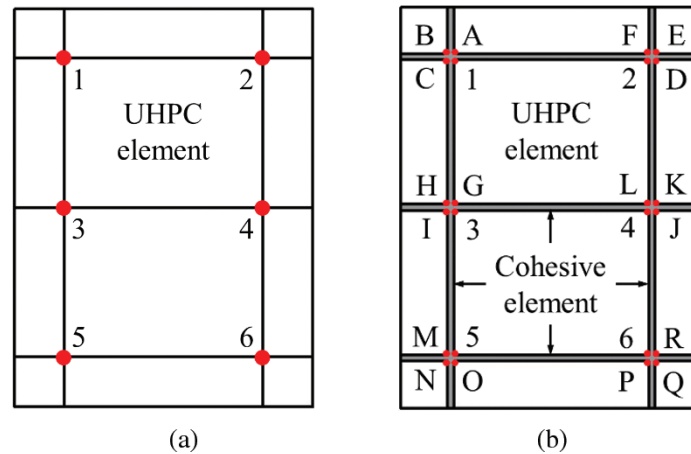 1 2
UHPC
element
3 4
5 6
(a)
B A F E
C 1 2 D
UHPC
element
H G L K
I 3 4 J
Cohesive
element
M 5 6 R
N O P Q
(b)